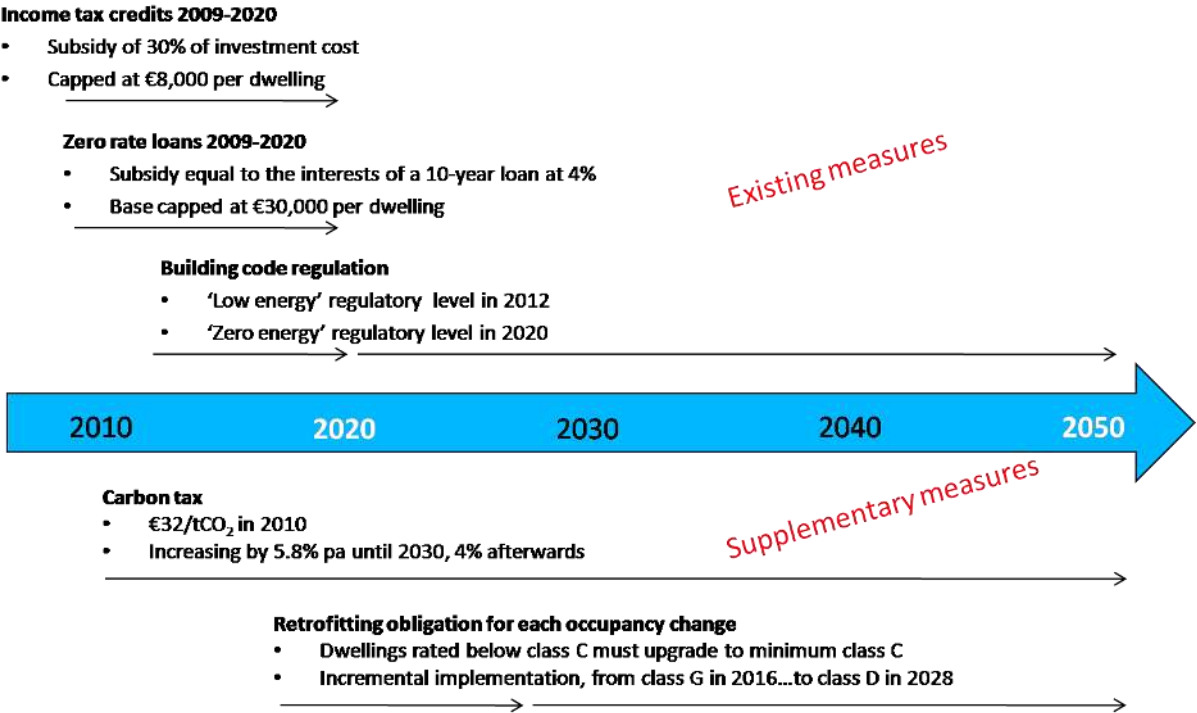 Income tax credits 2009-2020
• Subsidy of 30% of investment cost
• Capped at €8,000 per dwelling
Zero rate loans 2009-2020
• Subsidy equal to the interests of a 10-year loan at 4%
• Base capped at €30,000 per dwelling
Existing measures
Building code regulation
• ‘Low energy’ regulatory level in 2012
• ‘Zero energy’ regulatory level in 2020
2010 2020 2030 2040 2050
Carbon tax
• €32/tCO₂ in 2010
• Increasing by 5.8% pa until 2030, 4% afterwards
Supplementary measures
Retrofitting obligation for each occupancy change
• Dwellings rated below class C must upgrade to minimum class C
• Incremental implementation, from class G in 2016...to class D in 2028